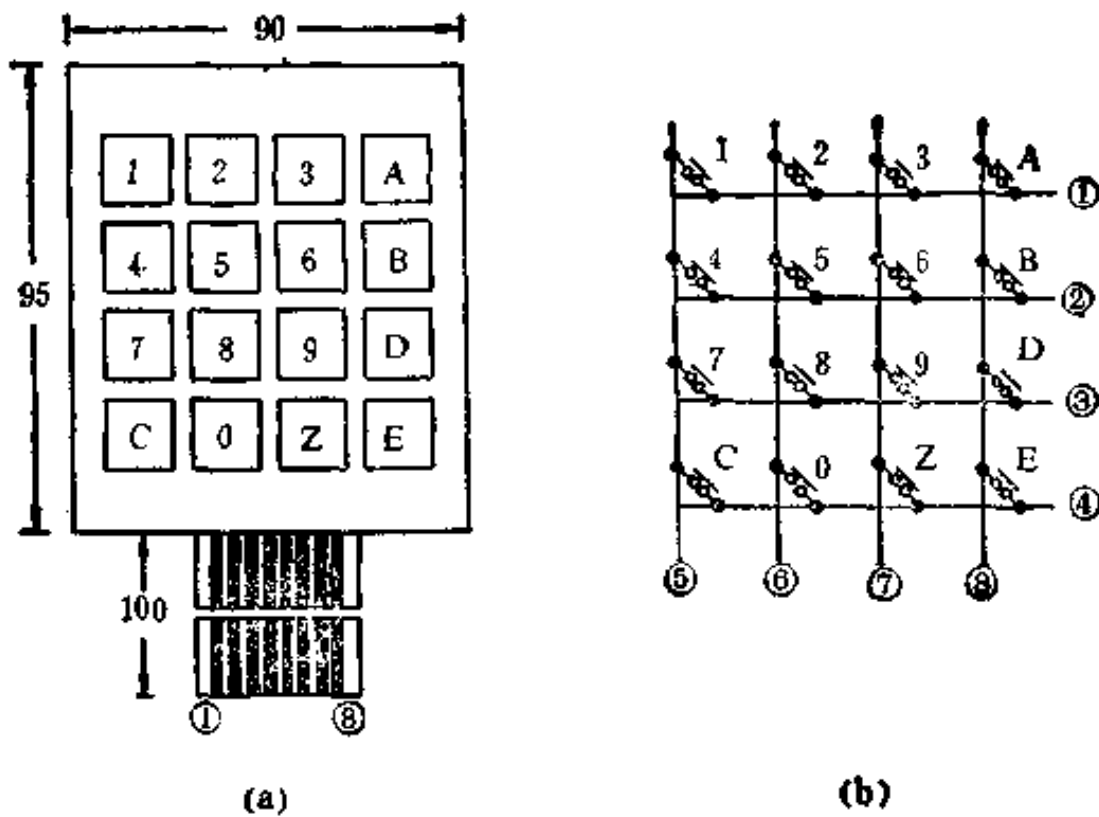 90
1 2 3 A
4 5 6 B
95
7 8 9 D
C 0 Z E
100
① ⑧
(a)
1 2 3 A
①
4 5 6 B
②
7 8 9 D
③
C 0 Z E
④
⑤ ⑥ ⑦ ⑧
(b)